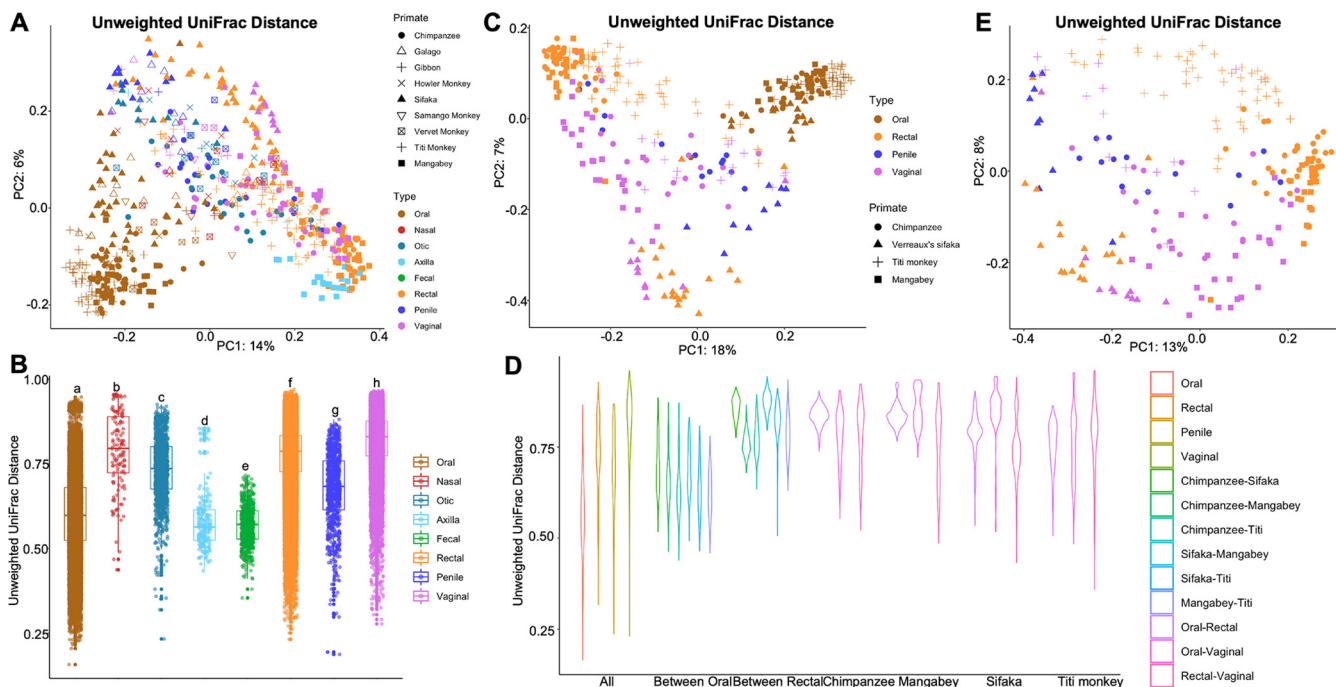 A
Unweighted UniFrac Distance
PC2: 6%
0.2
0.0
-0.2
-0.2
0.0
0.2
0.4
PC1: 14%
Primate
Chimpanzee
Galago
Gibbon
Howler Monkey
Sifaka
Samango Monkey
Vervet Monkey
Titi Monkey
Mangabey
Type
Oral
Nasal
Otic
Axilla
Fecal
Rectal
Penile
Vaginal
C
Unweighted UniFrac Distance
PC2: 7%
0.2
0.0
-0.2
-0.4
-0.2
0.0
0.2
PC1: 18%
Type
Oral
Rectal
Penile
Vaginal
Primate
Chimpanzee
Verreaux's sifaka
Titi monkey
Mangabey
E
Unweighted UniFrac Distance
PC2: 8%
0.2
0.0
-0.2
-0.4
-0.2
0.0
0.2
PC1: 13%
B
Unweighted UniFrac Distance
1.00
0.75
0.50
0.25
a
b
c
d
e
f
g
h
Oral
Nasal
Otic
Axilla
Fecal
Rectal
Penile
Vaginal
D
Unweighted UniFrac Distance
0.75
0.50
0.25
All
Between Oral
Between Rectal
Chimpanzee
Mangabey
Sifaka
Titi monkey
Oral
Rectal
Penile
Vaginal
Chimpanzee-Sifaka
Chimpanzee-Mangabey
Chimpanzee-Titi
Sifaka-Mangabey
Sifaka-Titi
Mangabey-Titi
Oral-Rectal
Oral-Vaginal
Rectal-Vaginal